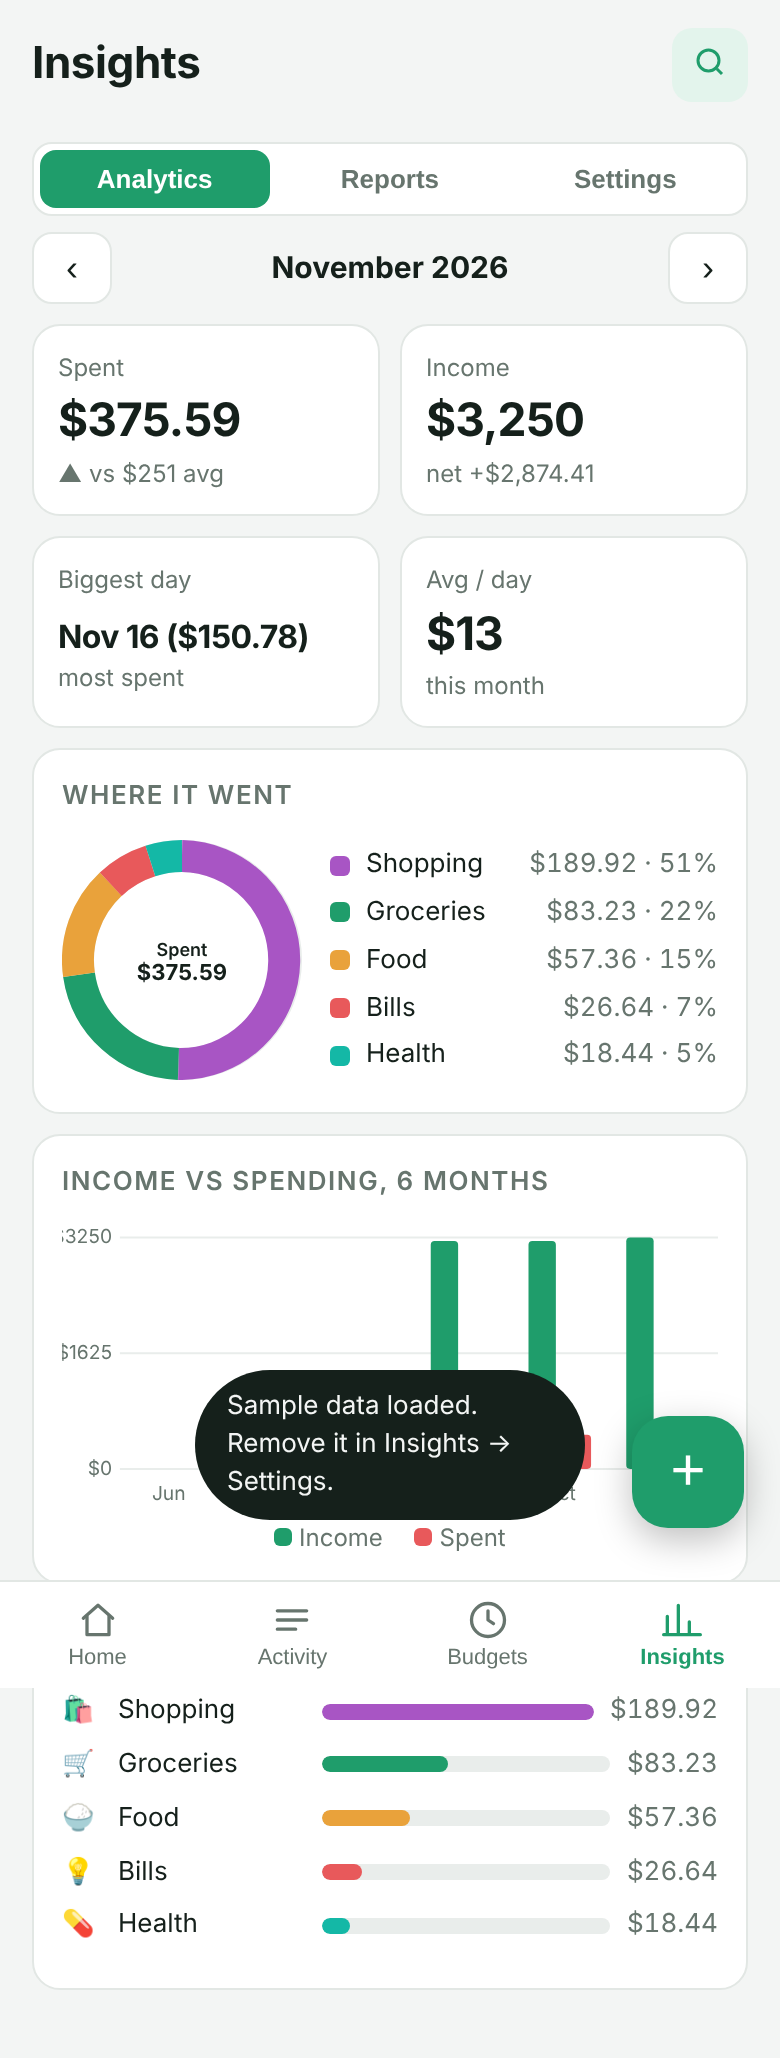 Insights
Analytics Reports Settings
‹ November 2026 ›
Spent
$375.59
▲ vs $251 avg
Income
$3,250
net +$2,874.41
Biggest day
Nov 16 ($150.78)
most spent
Avg / day
$13
this month
WHERE IT WENT
Spent
$375.59
Shopping $189.92 · 51%
Groceries $83.23 · 22%
Food $57.36 · 15%
Bills $26.64 · 7%
Health $18.44 · 5%
INCOME VS SPENDING, 6 MONTHS
$3250
$1625
$0
Jun
Sample data loaded.
Remove it in Insights →
Settings.
+
Income Spent
Home Activity Budgets Insights
Shopping $189.92
Groceries $83.23
Food $57.36
Bills $26.64
Health $18.44